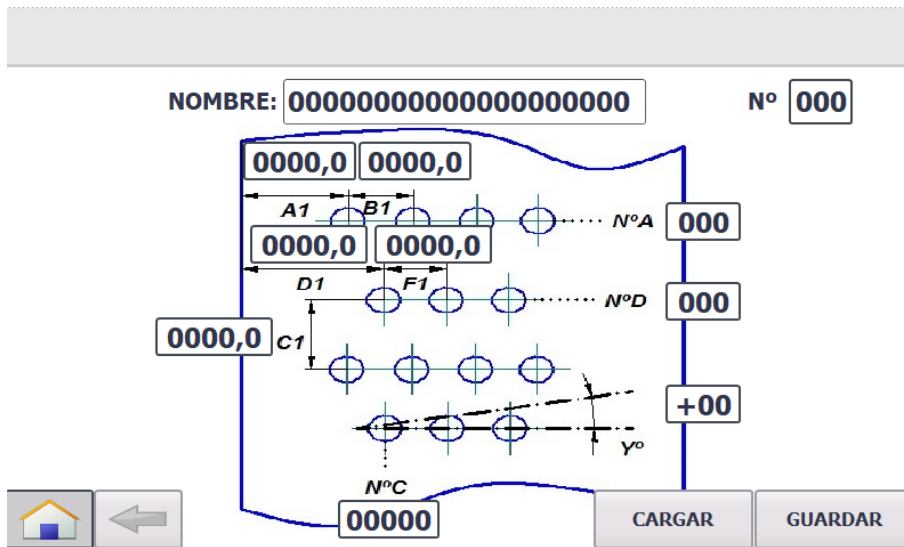 NOMBRE: 00000000000000000000 Nº 000
0000,0 0000,0
A1 B1 NºA 000
0000,0 0000,0
D1 F1 NºD 000
0000,0 C1
+00
Yº
NºC
00000 CARGAR GUARDAR